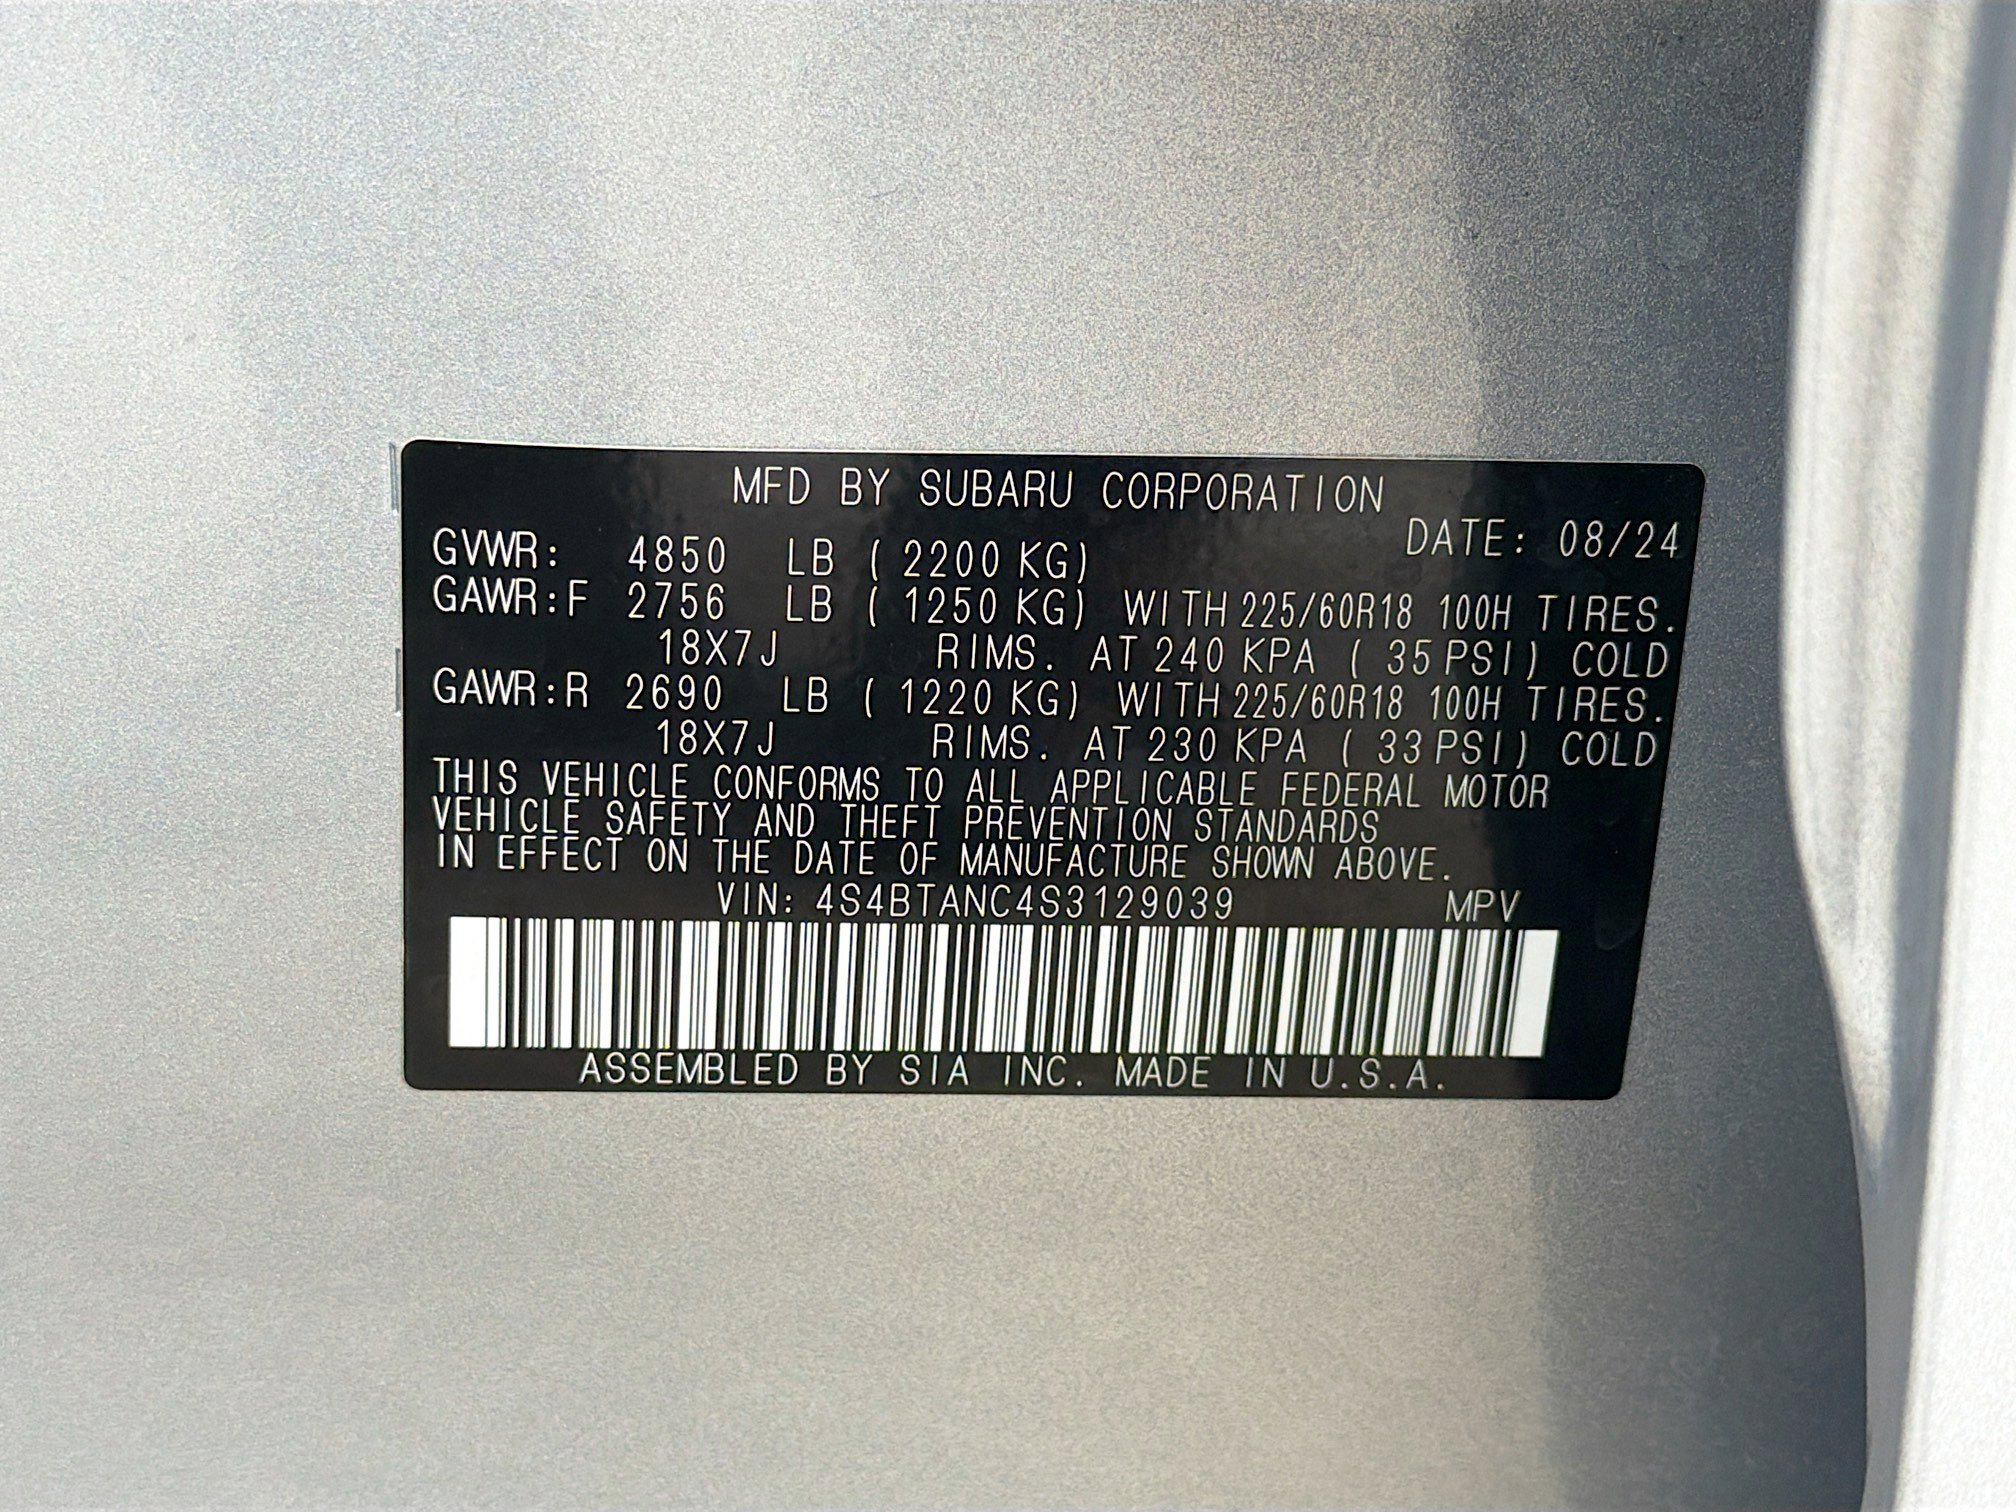 MFD BY SUBARU CORPORATION
DATE: 08/24
GVWR: 4850 LB ( 2200 KG)
GAWR:F 2756 LB ( 1250 KG) WITH 225/60R18 100H TIRES.
18X7J RIMS. AT 240 KPA ( 35 PSI) COLD
GAWR:R 2690 LB ( 1220 KG) WITH 225/60R18 100H TIRES.
18X7J RIMS. AT 230 KPA ( 33 PSI) COLD
THIS VEHICLE CONFORMS TO ALL APPLICABLE FEDERAL MOTOR
VEHICLE SAFETY AND THEFT PREVENTION STANDARDS
IN EFFECT ON THE DATE OF MANUFACTURE SHOWN ABOVE.
VIN: 4S4BTANC4S3129039 MPV
ASSEMBLED BY SIA INC. MADE IN U.S.A.